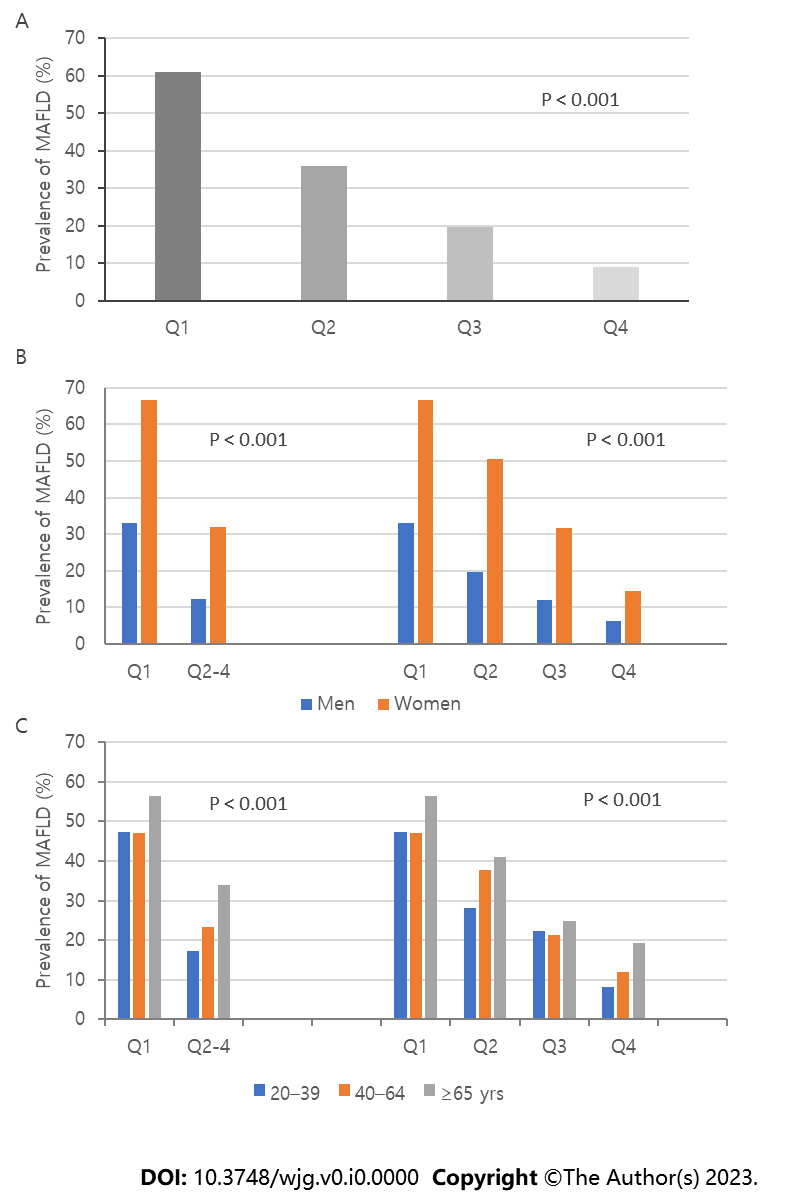 A
Prevalence of MAFLD (%)
70
60
50
40
30
20
10
0
P < 0.001
Q1 Q2 Q3 Q4
B
Prevalence of MAFLD (%)
70
60
50
40
30
20
10
0
P < 0.001 P < 0.001
Q1 Q2-4 Q1 Q2 Q3 Q4
Men Women
C
Prevalence of MAFLD (%)
70
60
50
40
30
20
10
0
P < 0.001 P < 0.001
Q1 Q2-4 Q1 Q2 Q3 Q4
20–39 40–64 ≥65 yrs
DOI: 10.3748/wjg.v0.i0.0000 Copyright ©The Author(s) 2023.